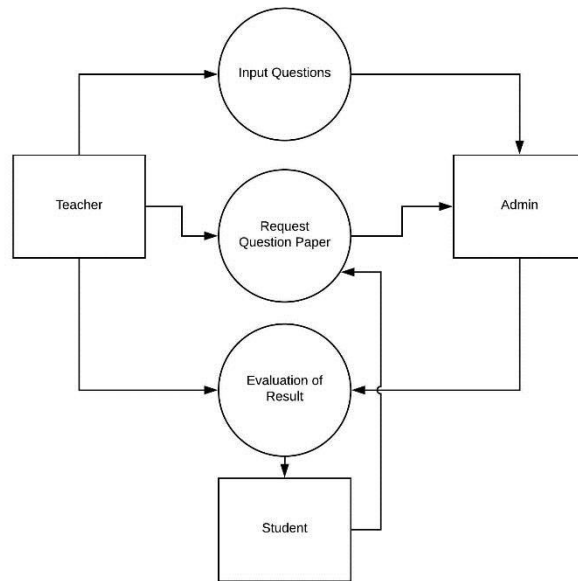 Input Questions
Teacher
Request
Question Paper
Admin
Evaluation of
Result
Student